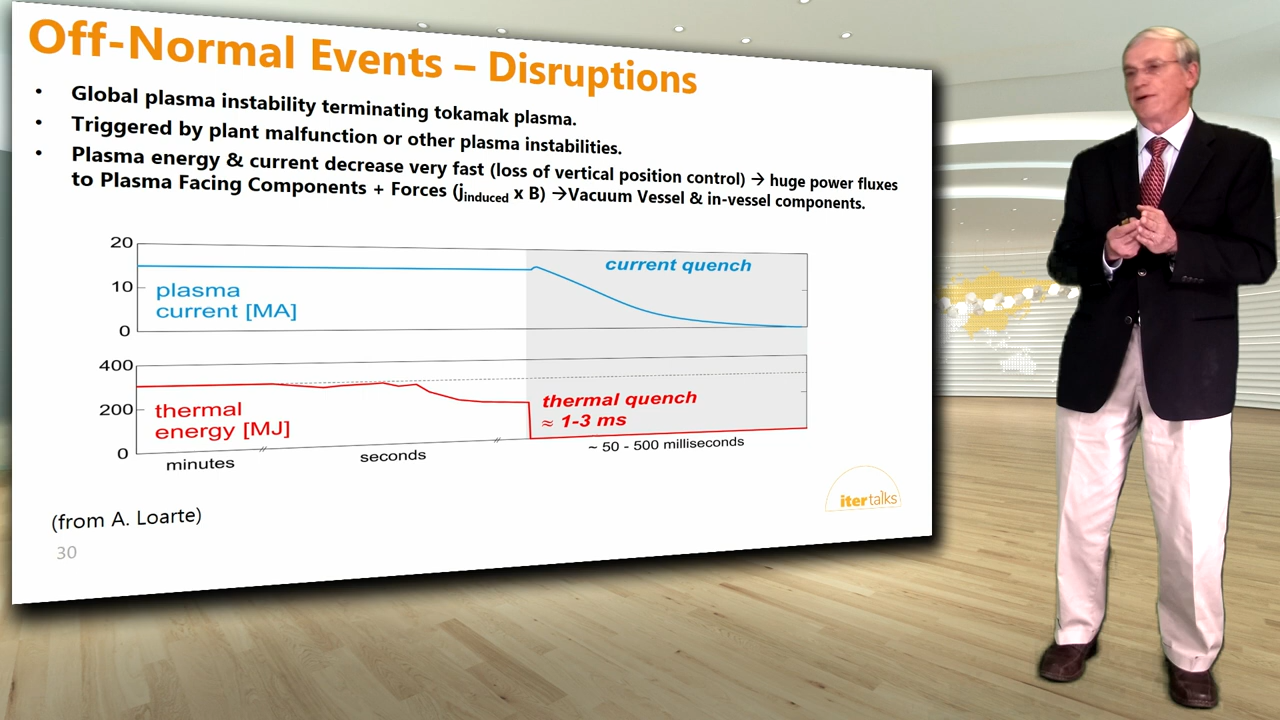 Off-Normal Events – Disruptions
• Global plasma instability terminating tokamak plasma.
• Triggered by plant malfunction or other plasma instabilities.
• Plasma energy & current decrease very fast (loss of vertical position control) → huge power fluxes
to Plasma Facing Components + Forces (jinduced x B) →Vacuum Vessel & in-vessel components.
20
current quench
10
plasma
current [MA]
0
400
thermal quench
200
thermal
≈ 1-3 ms
energy [MJ]
0
minutes
seconds
~ 50 - 500 milliseconds
iter talks
(from A. Loarte)
30